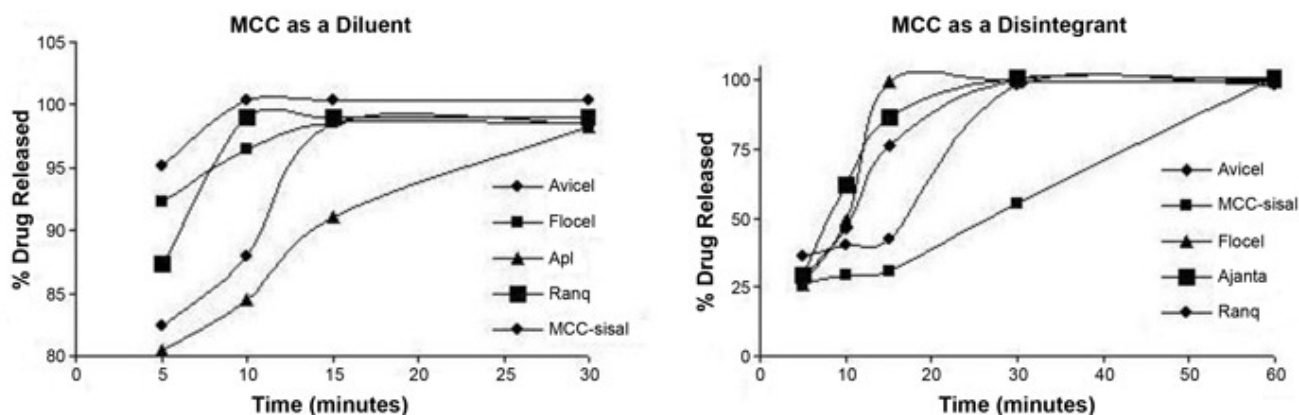 MCC as a Diluent
105
100
95
90
85
80
% Drug Released
0
5
10
15
20
25
30
Time (minutes)
Avicel
Flocel
Apl
Ranq
MCC-sisal
MCC as a Disintegrant
100
75
50
25
0
% Drug Released
0
10
20
30
40
50
60
Time (minutes)
Avicel
MCC-sisal
Flocel
Ajanta
Ranq